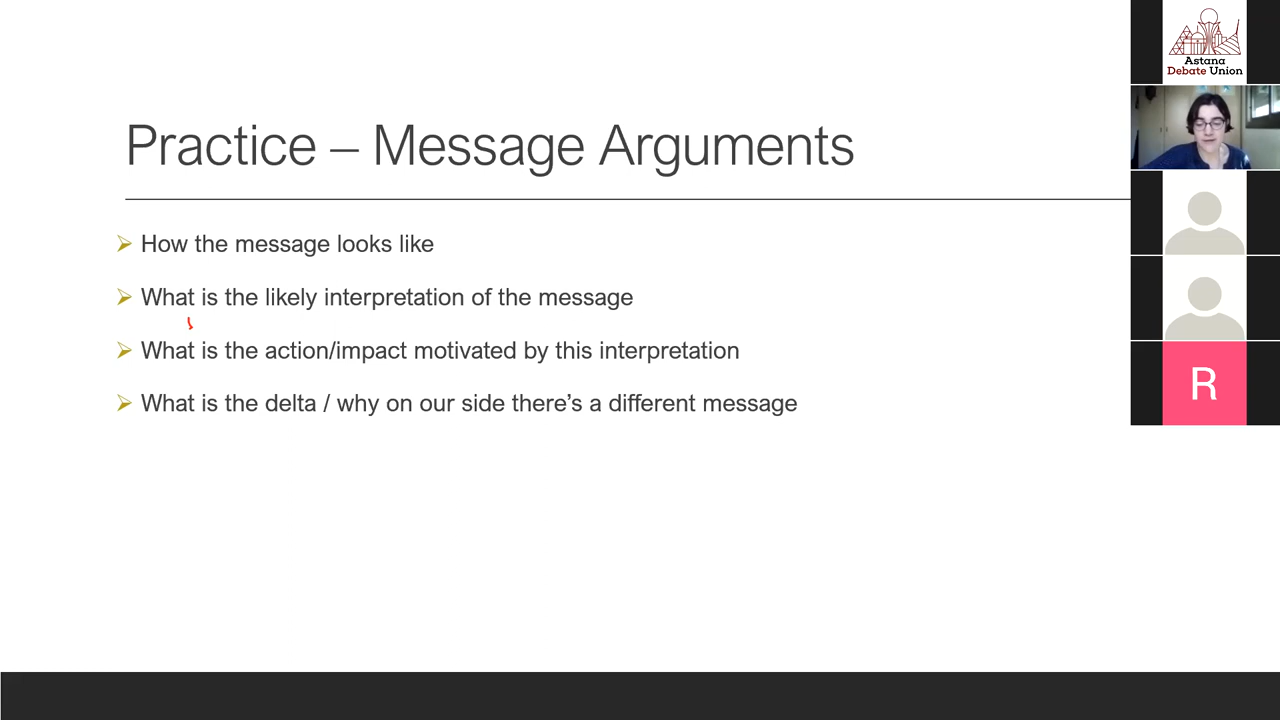 Practice – Message Arguments
How the message looks like
What is the likely interpretation of the message
What is the action/impact motivated by this interpretation
What is the delta / why on our side there’s a different message
Astana
Debate Union
R